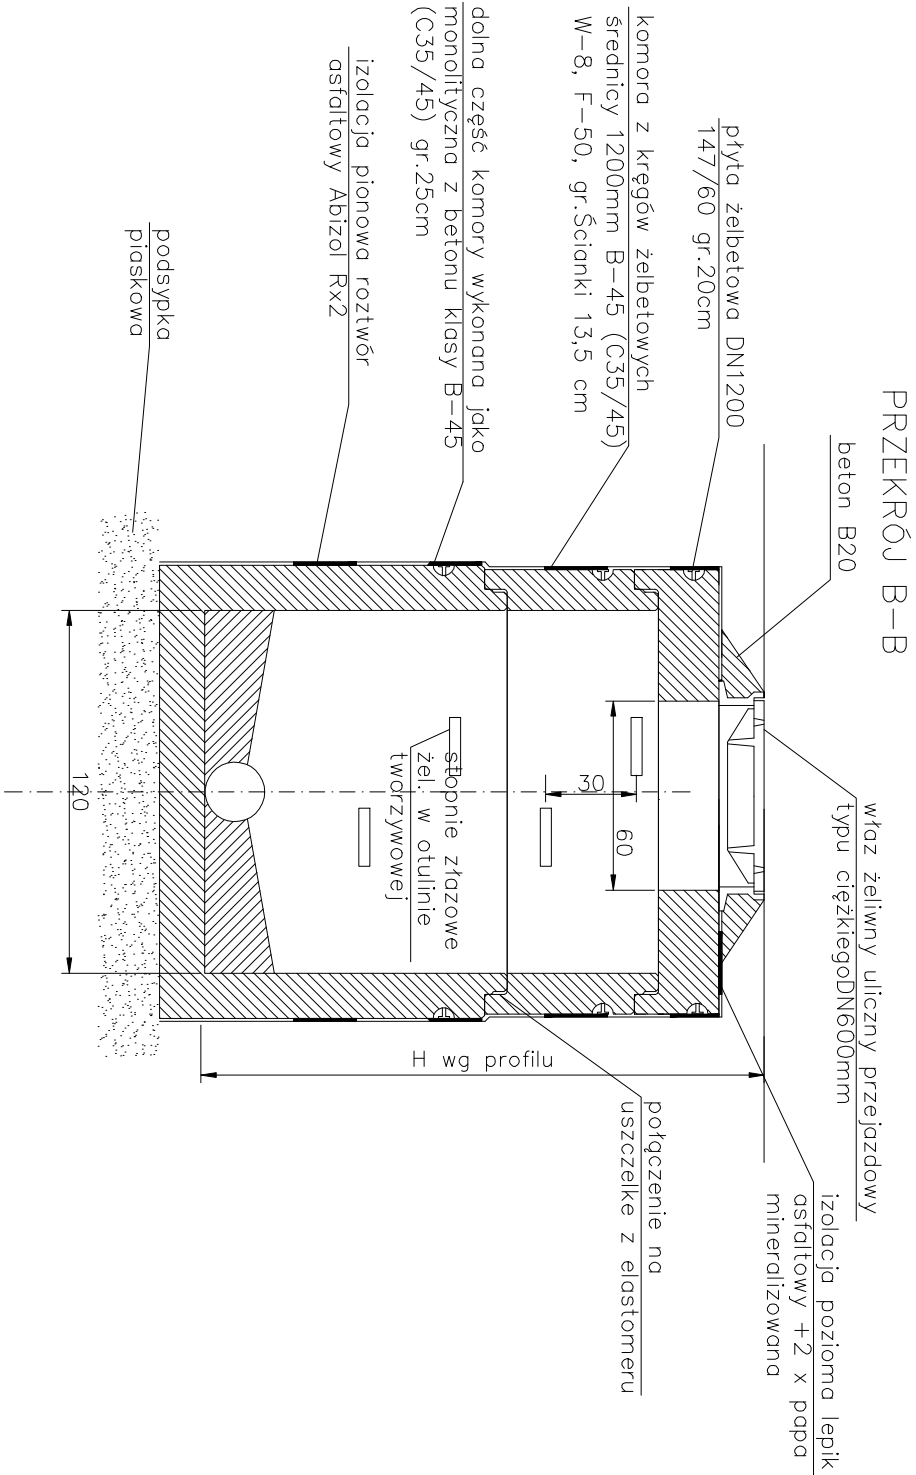 PRZEKRÓJ B-B
beton B20
płyta żelbetowa DN1200
147/60 gr.20cm
komora z kręgów żelbetowych
średnicy 1200mm B-45 (C35/45)
W-8, F-50, gr.Ścianki 13,5 cm
dolna część komory wykonana jako
monolityczna z betonu klasy B-45
(C35/45) gr.25cm
izolacja pionowa roztwór
asfaltowy Abizol Rx2
podsypka
piaskowa
właz żeliwny uliczny przejazdowy
typu ciężkiegoDN600mm
izolacja pozioma lepik
asfaltowy +2 x papa
mineralizowana
połączenie na
uszczelke z elastomeru
stopnie złazowe
żel. w otulinie
tworzywowej
30
60
120
H wg profilu